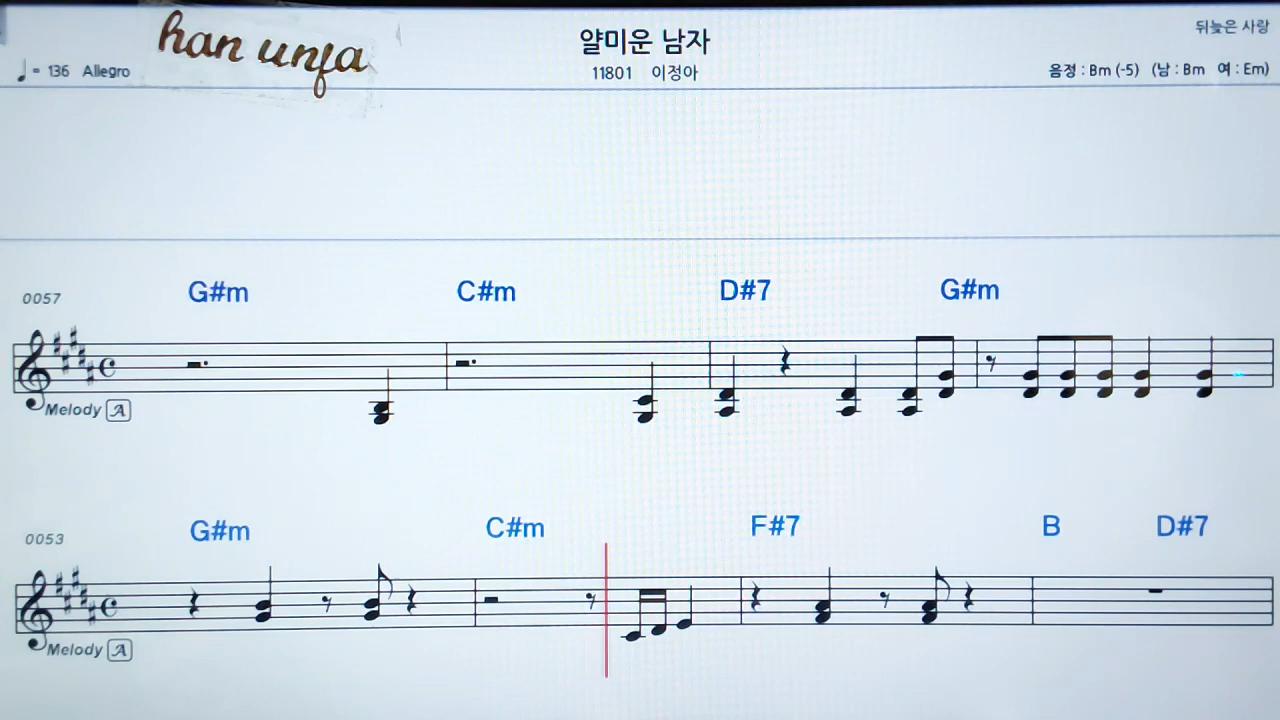 han unfa
얄미운 남자
뒤늦은 사랑
♩= 136 Allegro
11801 이정아
음정 : Bm (-5) (남 : Bm 여 : Em)
0057 G#m C#m D#7 G#m
Melody A
0053 G#m C#m F#7 B D#7
Melody A